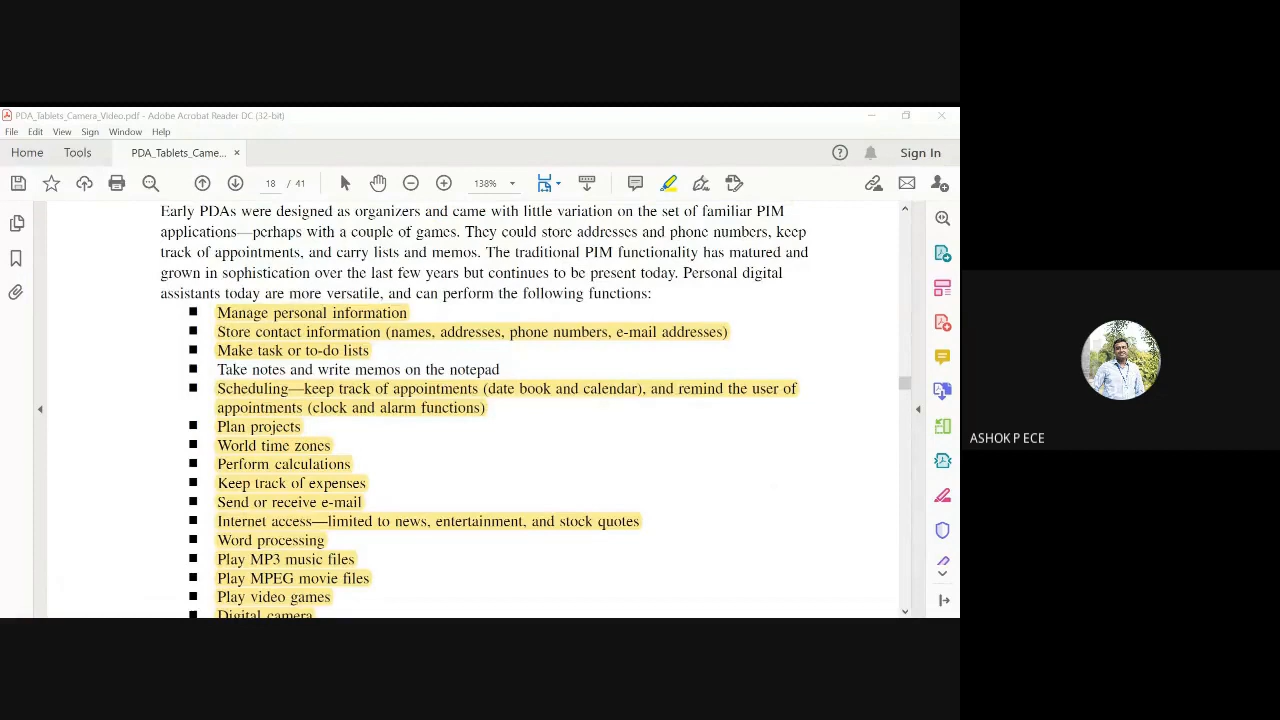 PDA_Tablets_Camera_Video.pdf - Adobe Acrobat Reader DC (32-bit)
File Edit View Sign Window Help
Home Tools PDA_Tablets_Came... × Sign In
18 / 41 138%
Early PDAs were designed as organizers and came with little variation on the set of familiar PIM
applications—perhaps with a couple of games. They could store addresses and phone numbers, keep
track of appointments, and carry lists and memos. The traditional PIM functionality has matured and
grown in sophistication over the last few years but continues to be present today. Personal digital
assistants today are more versatile, and can perform the following functions:
■ Manage personal information
■ Store contact information (names, addresses, phone numbers, e-mail addresses)
■ Make task or to-do lists
■ Take notes and write memos on the notepad
■ Scheduling—keep track of appointments (date book and calendar), and remind the user of
appointments (clock and alarm functions)
■ Plan projects
■ World time zones
■ Perform calculations
■ Keep track of expenses
■ Send or receive e-mail
■ Internet access—limited to news, entertainment, and stock quotes
■ Word processing
■ Play MP3 music files
■ Play MPEG movie files
■ Play video games
■ Digital camera
ASHOK P ECE